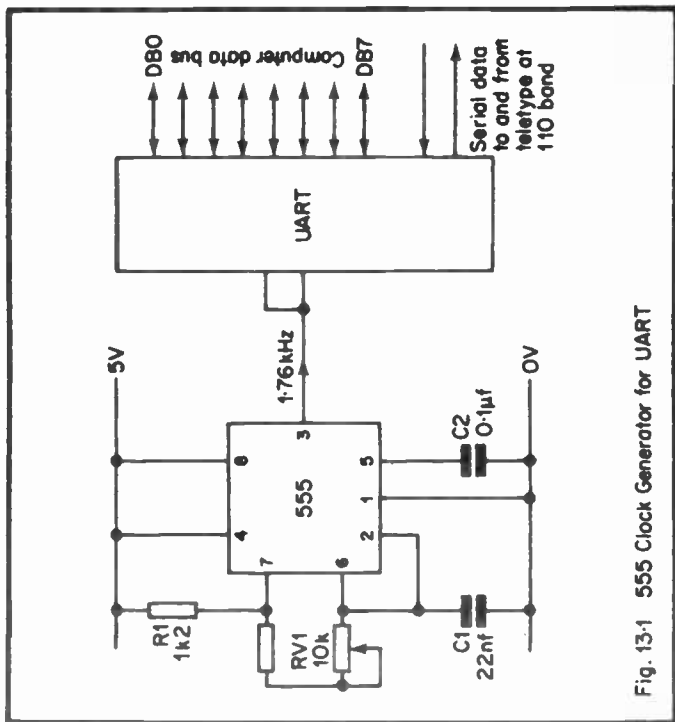 5V
R1
1k2
4
8
7
555
3
1·76kHz
UART
DB0
Computer data bus
DB7
RV1
10k
6
2
1
5
C1
22nf
C2
0·1µf
Serial data
to and from
teletype at
110 band
0V
Fig. 13·1 555 Clock Generator for UART